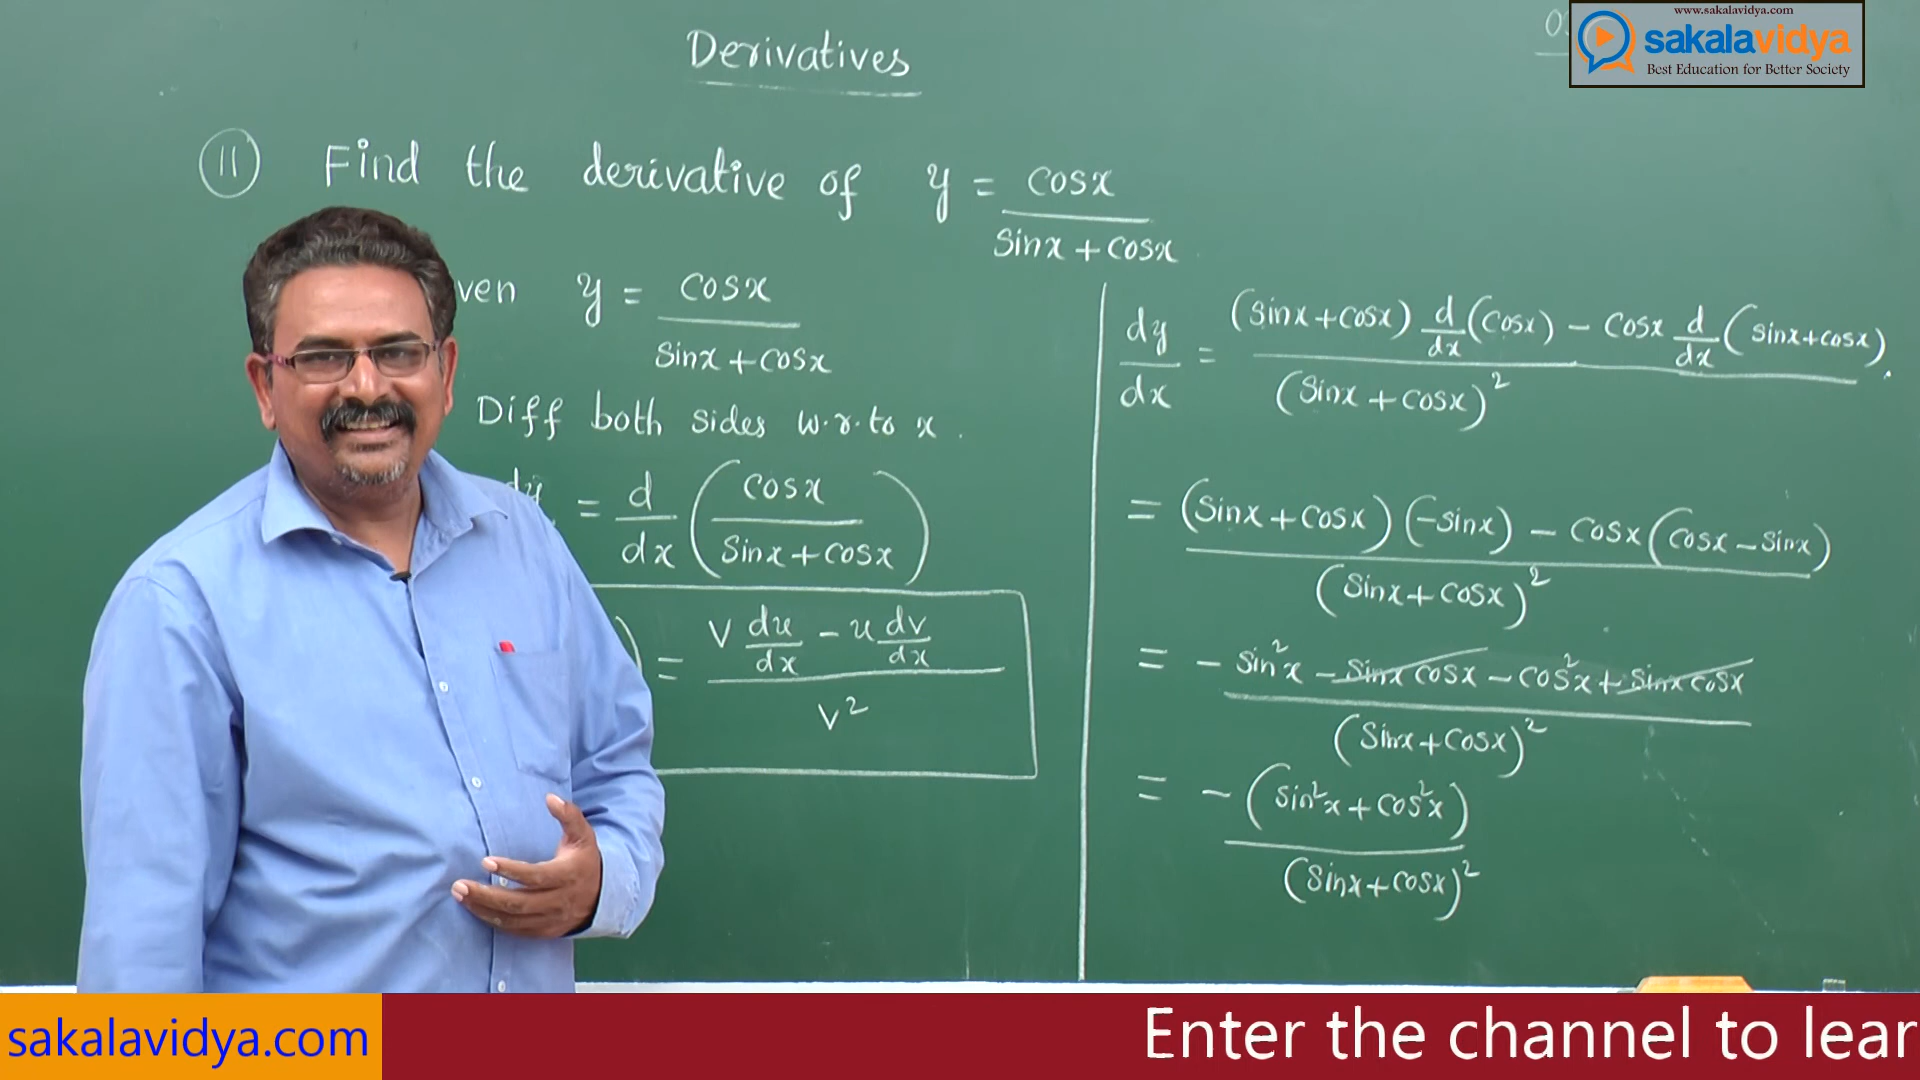 www.sakalavidya.com
sakalavidya
Best Education for Better Society
Derivatives
11 Find the derivative of y = cosx / sinx + cosx
ven y = cosx / sinx + cosx
Diff both sides w.r.to x.
dy = d/dx (cosx / sinx + cosx)
) = v du/dx - u dv/dx / v²
dy/dx = (sinx + cosx) d/dx (cosx) - cosx d/dx (sinx+cosx) / (sinx + cosx)²
= (sinx + cosx) (-sinx) - cosx (cosx - sinx) / (sinx + cosx)²
= - sin²x - sinx cosx - cos²x + sinx cosx / (sinx + cosx)²
= - (sin²x + cos²x) / (sinx + cosx)²
sakalavidya.com
Enter the channel to lear